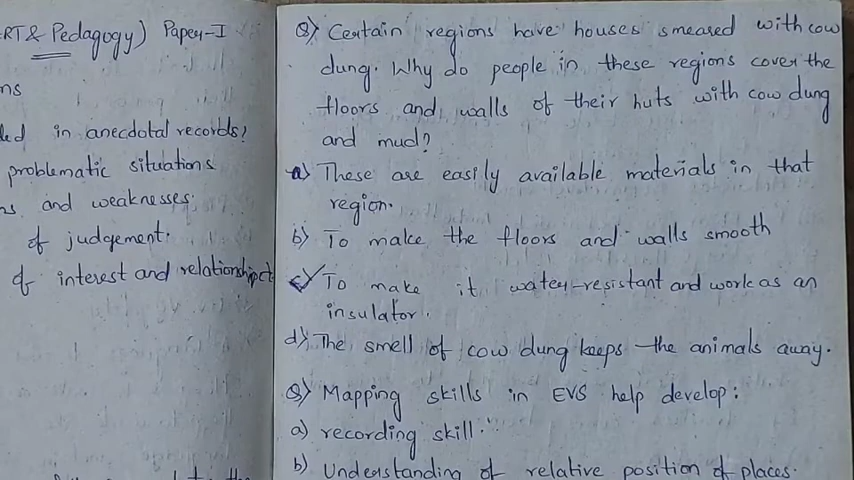 RT & Pedagogy) Paper-I
ns
in anecdotal records?
problematic situations
and weaknesses.
of judgement.
of interest and relationship
Q) Certain regions have houses smeared with cow
dung. Why do people in these regions cover the
floors and walls of their huts with cow dung
and mud?
a) These are easily available materials in that
region.
b) To make the floors and walls smooth
c) To make it water-resistant and work as an
insulator.
d) The smell of cow dung keeps the animals away.
Q) Mapping skills in EVS help develop:
a) recording skill.
b) Understanding of relative position of places.